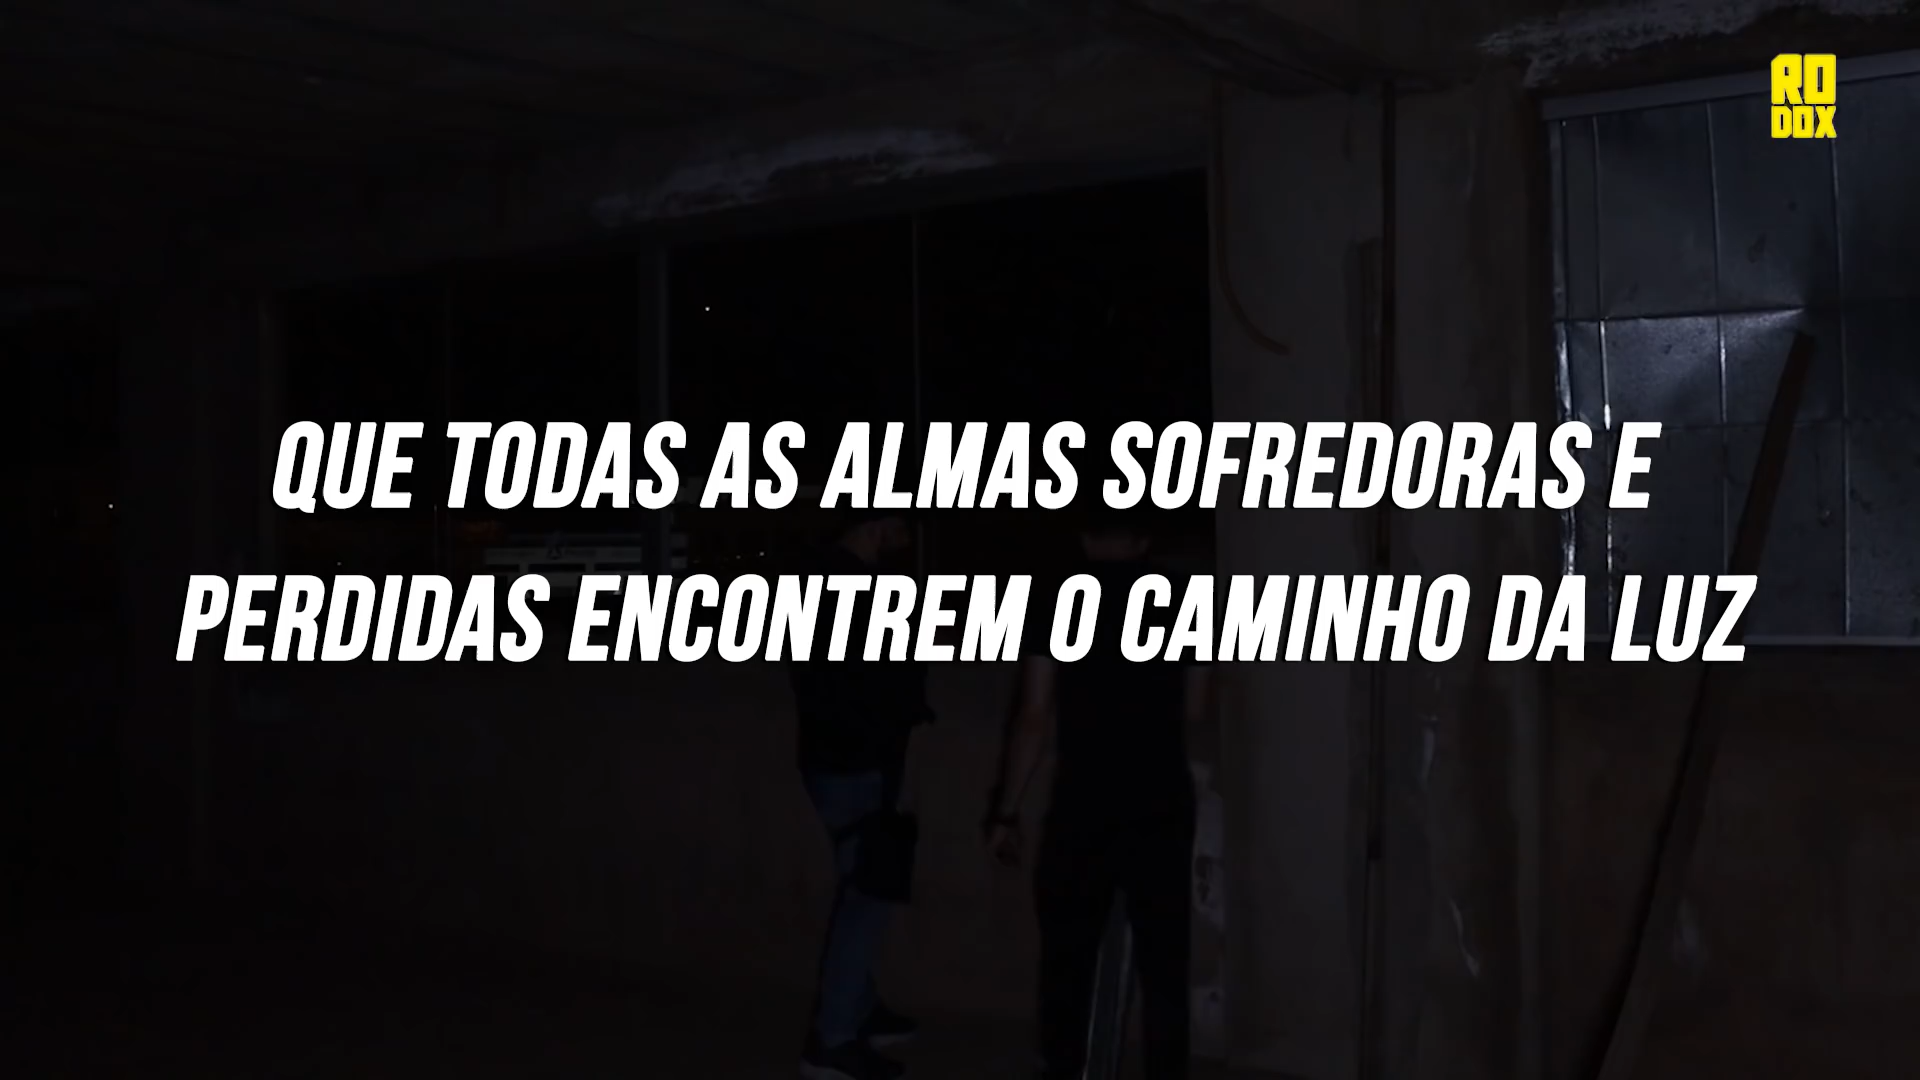 RO
DOX
QUE TODAS AS ALMAS SOFREDORAS E
PERDIDAS ENCONTREM O CAMINHO DA LUZ